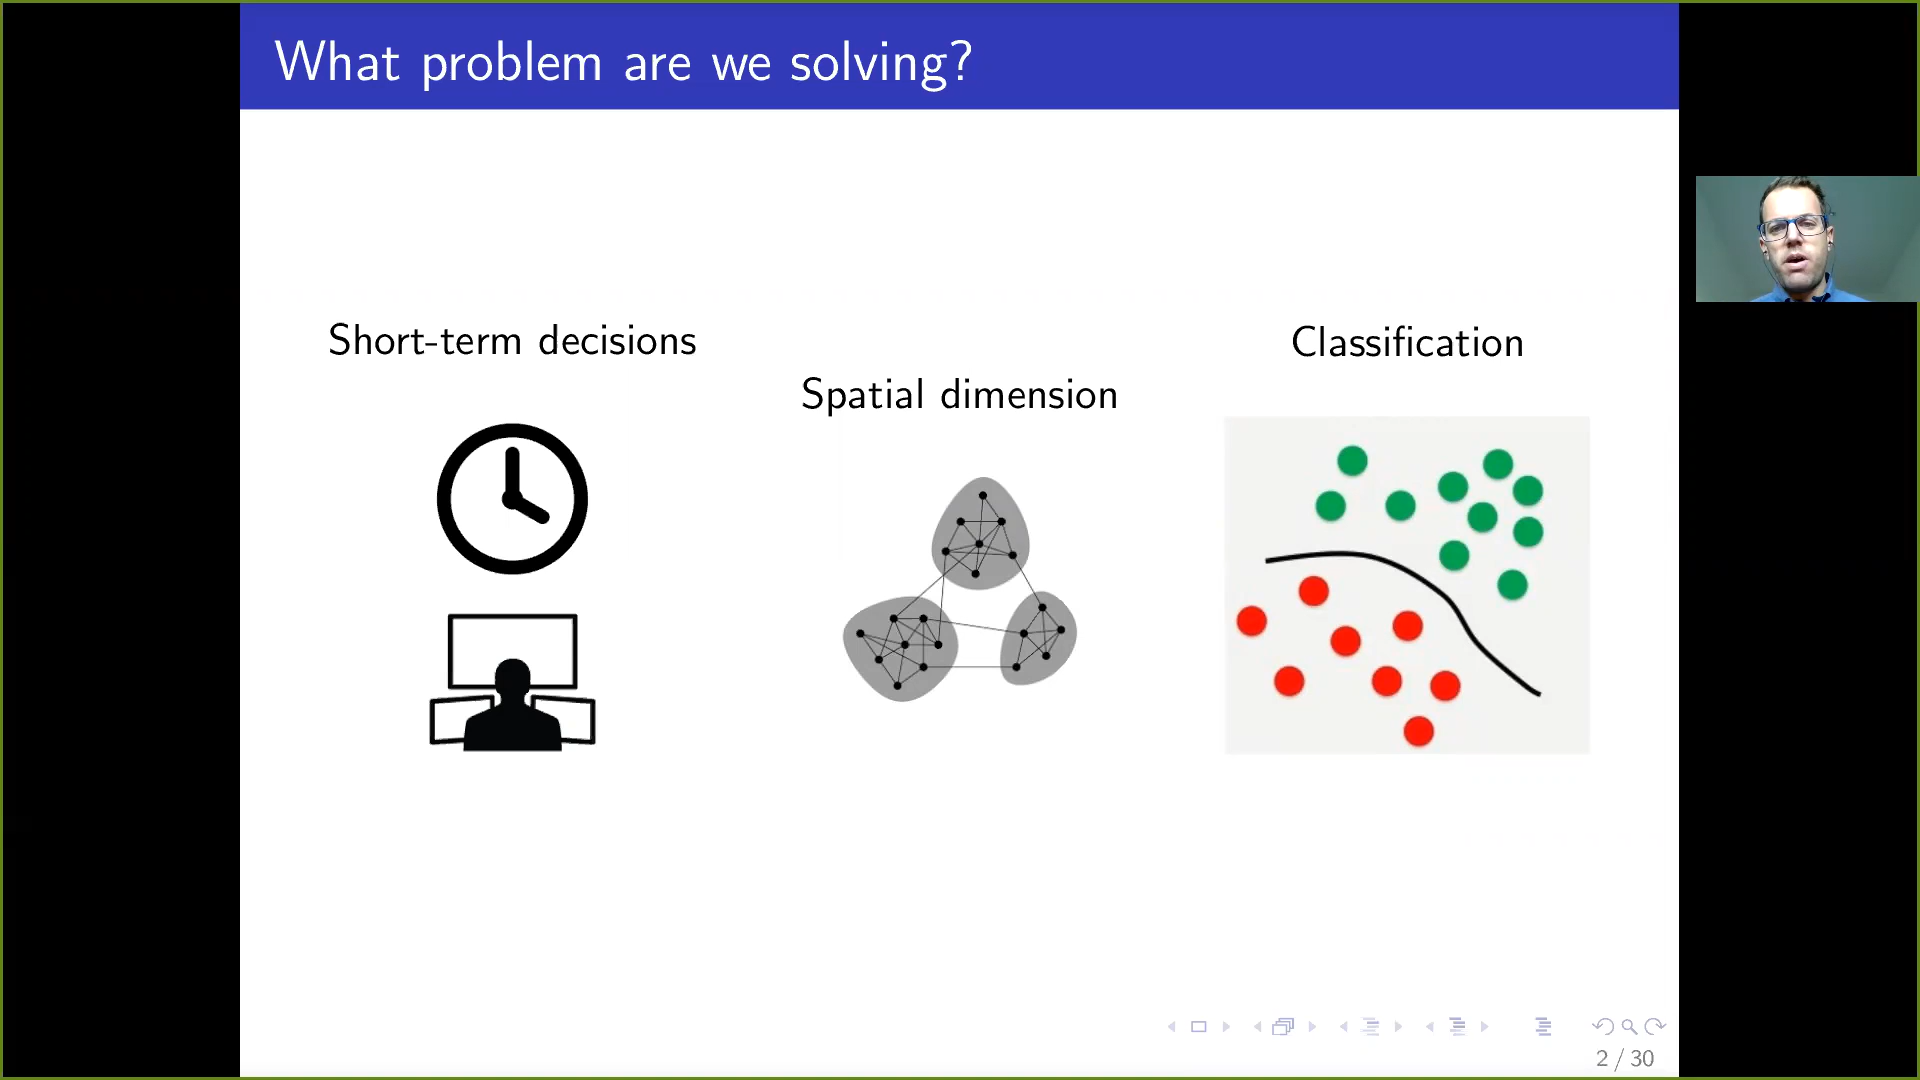 What problem are we solving?
Short-term decisions
Spatial dimension
Classification
2 / 30